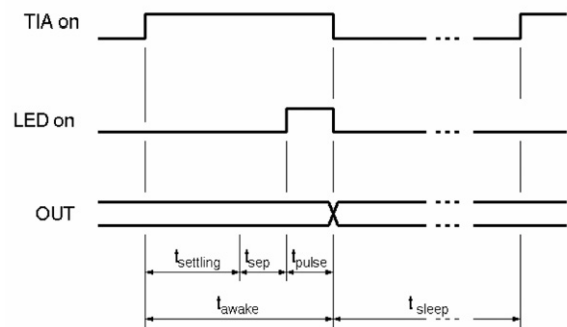 TIA on
LED on
OUT
tsettling tsep tpulse
tawake tsleep